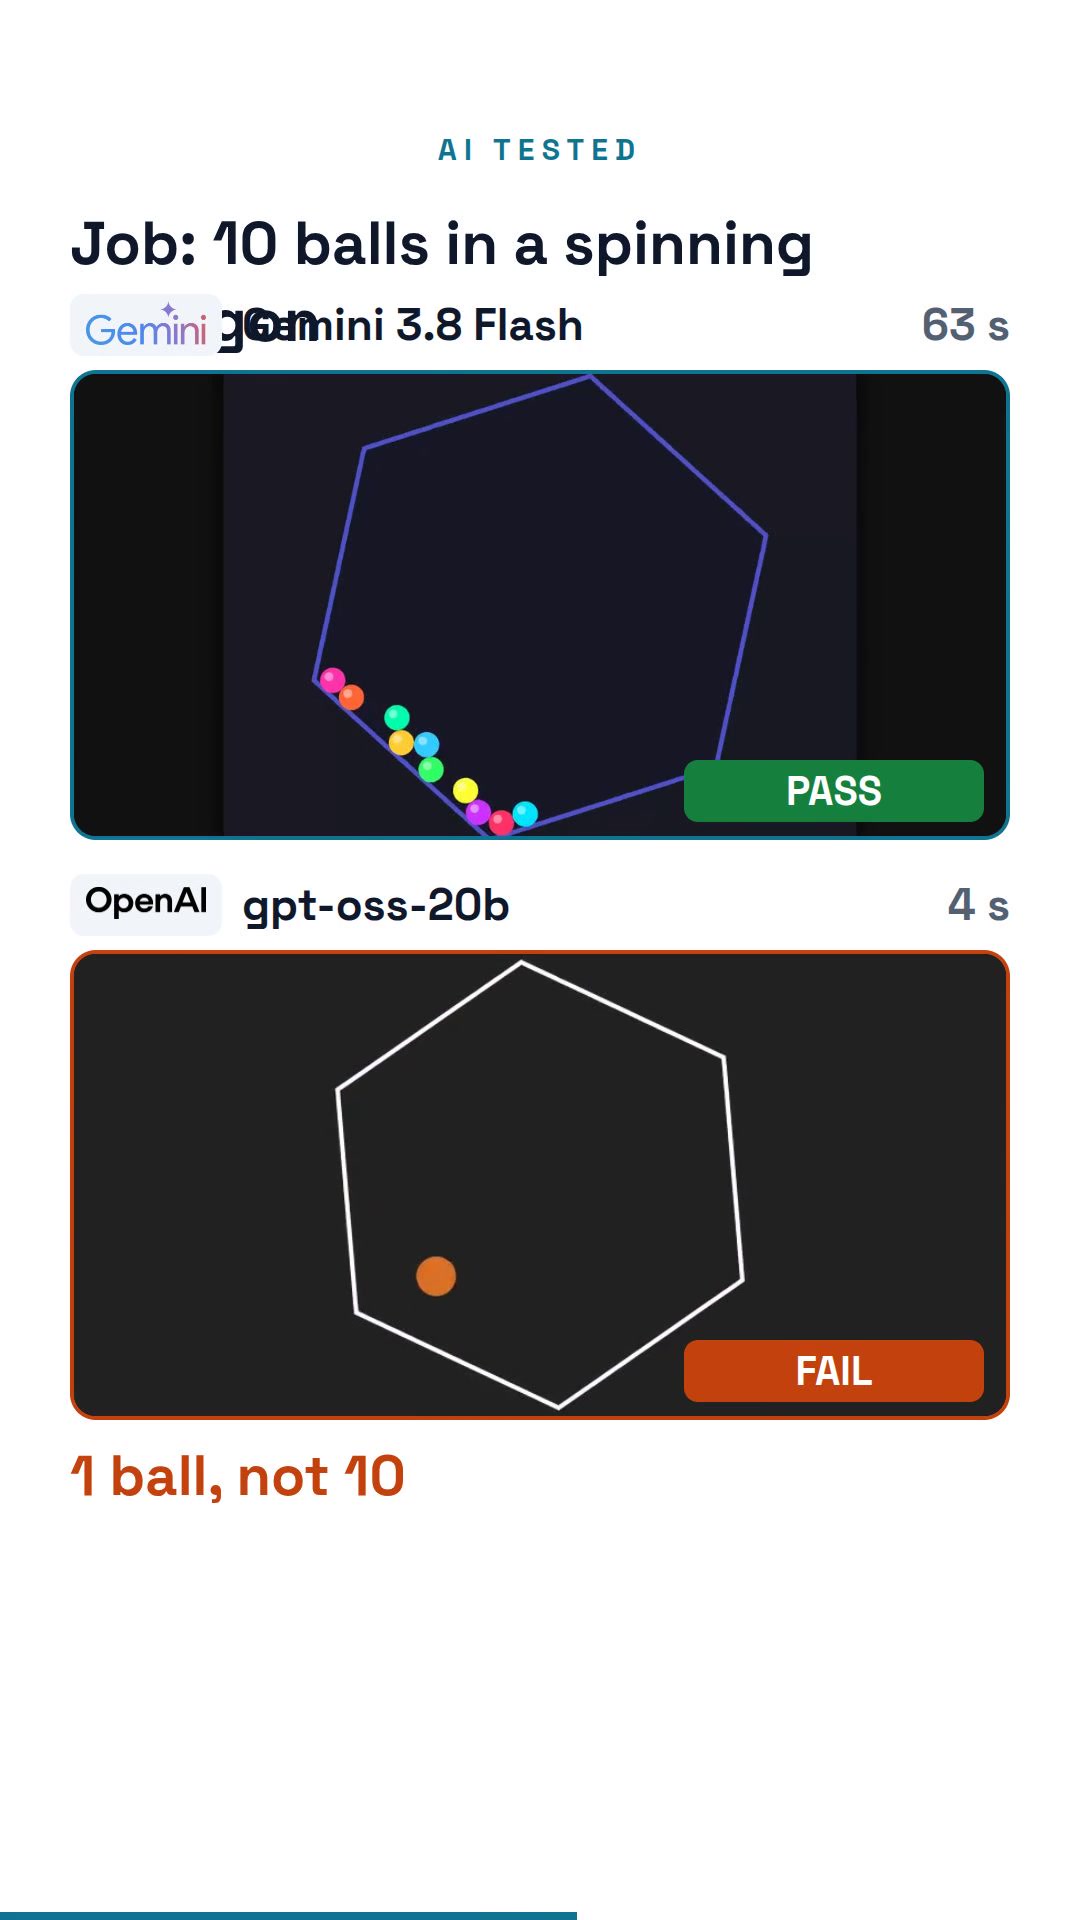 AI TESTED
Job: 10 balls in a spinning
Gemini Gemini 3.8 Flash 63 s
PASS
OpenAI gpt-oss-20b 4 s
FAIL
1 ball, not 10